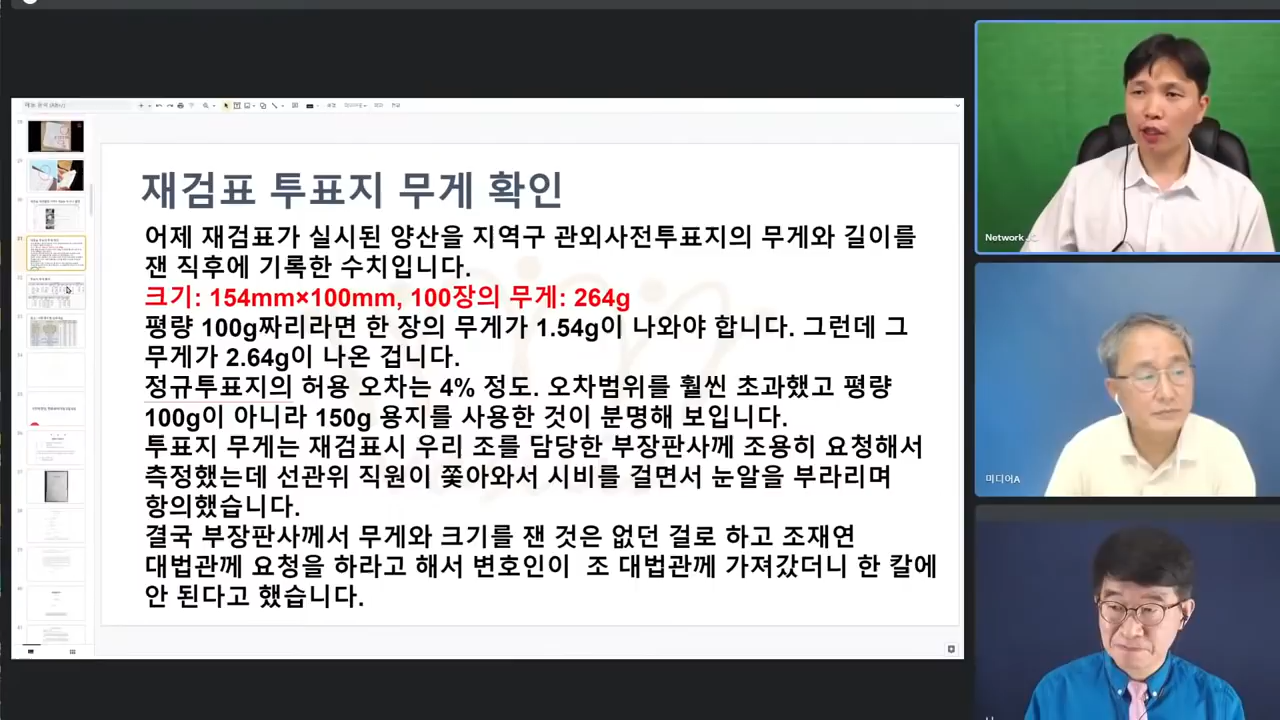 재검표 투표지 무게 확인
어제 재검표가 실시된 양산을 지역구 관외사전투표지의 무게와 길이를
잰 직후에 기록한 수치입니다.
크기: 154mm×100mm, 100장의 무게: 264g
평량 100g짜리라면 한 장의 무게가 1.54g이 나와야 합니다. 그런데 그
무게가 2.64g이 나온 겁니다.
정규투표지의 허용 오차는 4% 정도. 오차범위를 훨씬 초과했고 평량
100g이 아니라 150g 용지를 사용한 것이 분명해 보입니다.
투표지 무게는 재검표시 우리 조를 담당한 부장판사께 조용히 요청해서
측정했는데 선관위 직원이 쫓아와서 시비를 걸면서 눈알을 부라리며
항의했습니다.
결국 부장판사께서 무게와 크기를 잰 것은 없던 걸로 하고 조재연
대법관께 요청을 하라고 해서 변호인이 조 대법관께 가져갔더니 한 칼에
안 된다고 했습니다.
Network
미디어A